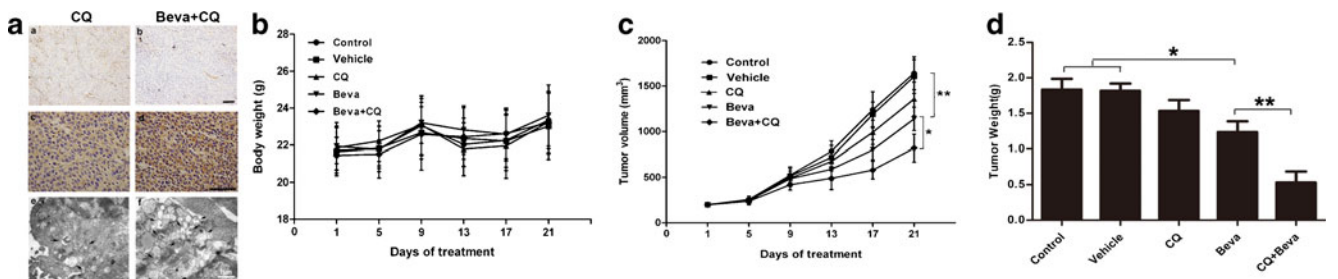 a
CQ
Beva+CQ
a
b
c
d
e
f
b
Body weight (g)
28
26
24
22
20
18
Control
Vehicle
CQ
Beva
Beva+CQ
0 1 5 9 13 17 21
Days of treatment
c
Tumor volume (mm³)
2000
1500
1000
500
0
Control
Vehicle
CQ
Beva
Beva+CQ
**
*
0 1 5 9 13 17 21
Days of treatment
d
Tumor Weight(g)
2.5
2.0
1.5
1.0
0.5
0.0
*
**
Control
Vehicle
CQ
Beva
CQ+Beva